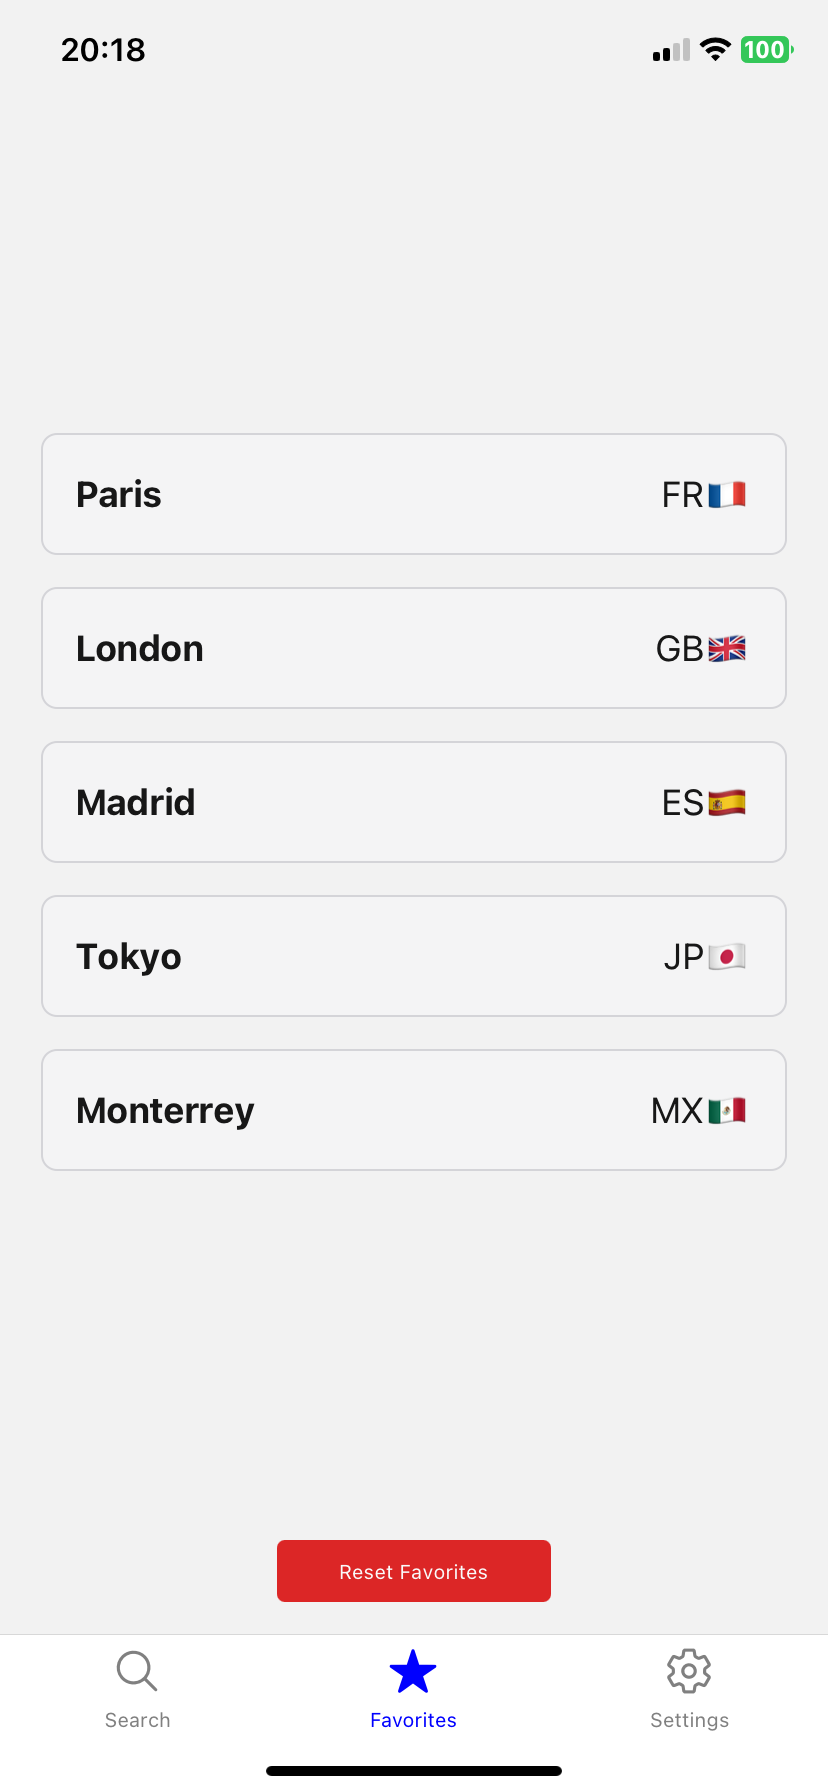 20:18 100
Paris FR🇫🇷
London GB🇬🇧
Madrid ES🇪🇸
Tokyo JP🇯🇵
Monterrey MX🇲🇽
Reset Favorites
Search Favorites Settings